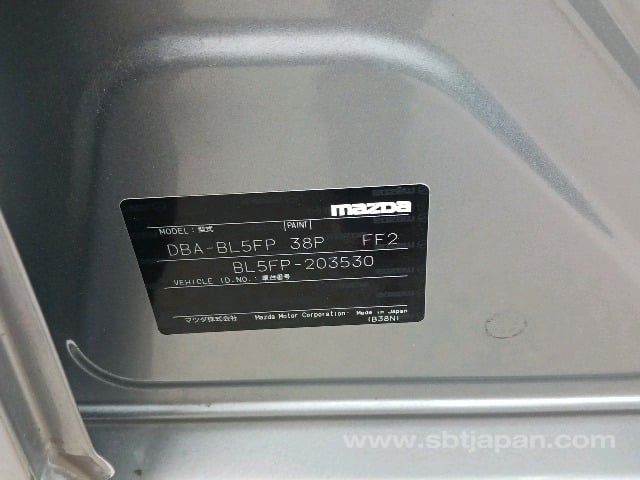 mazda
MODEL: 型式 PAINT
DBA-BL5FP 38P FF2
BL5FP-203530
VEHICLE I.D.NO.: 車台番号
マツダ株式会社 Mazda Motor Corporation: Made in Japan
(B38N)
www.sbtjapan.com